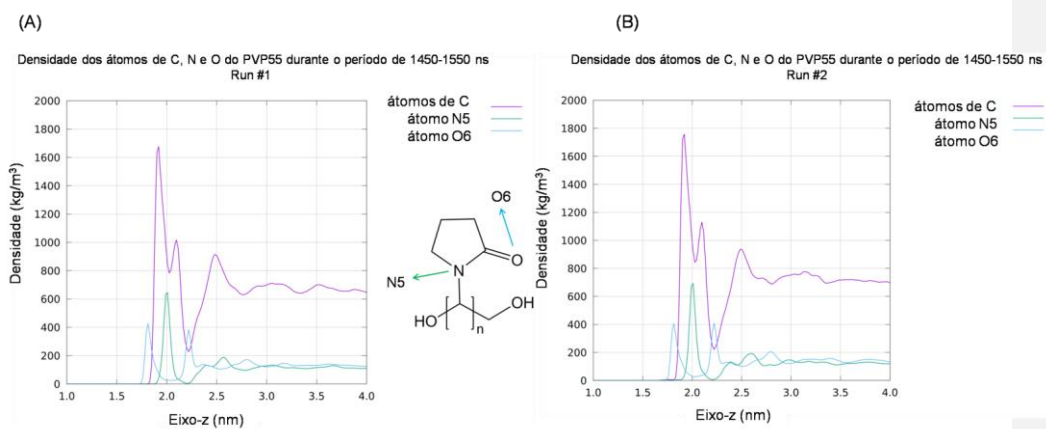 (A)
Densidade dos átomos de C, N e O do PVP55 durante o período de 1450-1550 ns
Run #1
átomos de C
átomo N5
átomo O6
2000
1800
1600
1400
1200
1000
800
600
400
200
0
1.0 1.5 2.0 2.5 3.0 3.5 4.0
Densidade (kg/m³)
Eixo-z (nm)
O6
O
N5
N
HO
OH
n
(B)
Densidade dos átomos de C, N e O do PVP55 durante o período de 1450-1550 ns
Run #2
átomos de C
átomo N5
átomo O6
2000
1800
1600
1400
1200
1000
800
600
400
200
0
1.0 1.5 2.0 2.5 3.0 3.5 4.0
Densidade (kg/m³)
Eixo-z (nm)